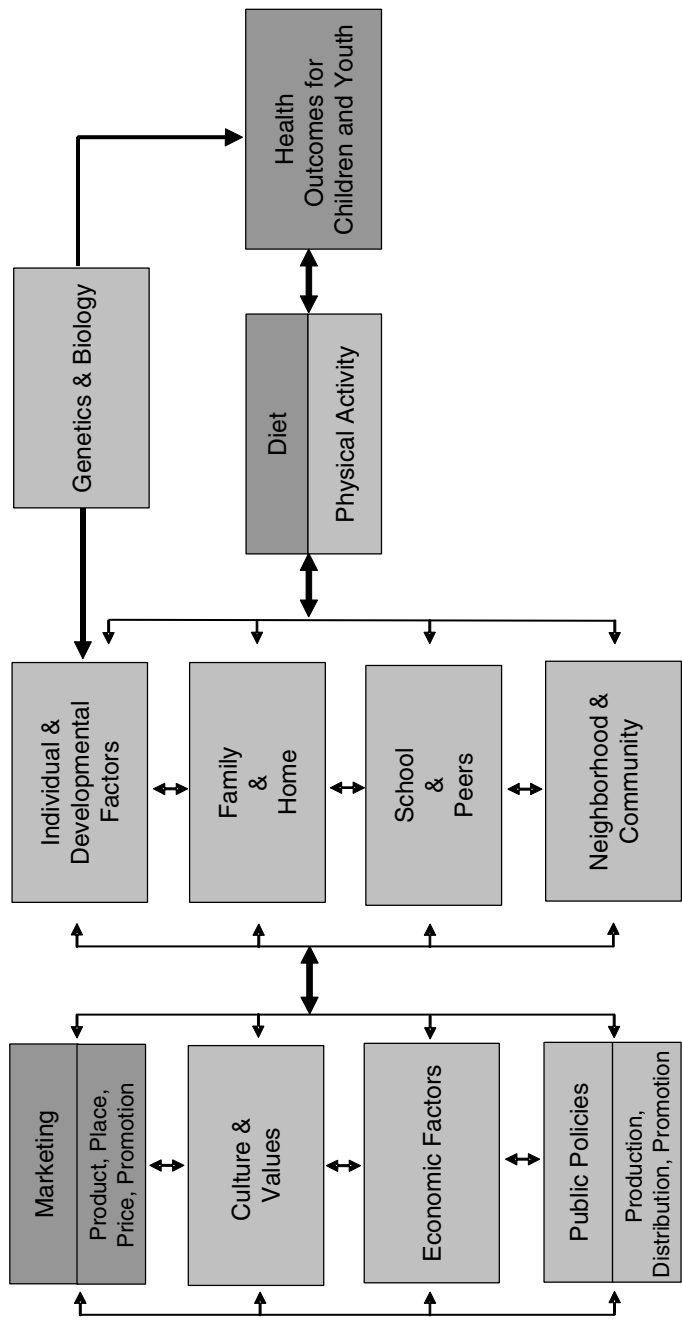 Marketing
Product, Place,
Price, Promotion
Culture &
Values
Economic Factors
Public Policies
Production,
Distribution, Promotion
Individual &
Developmental
Factors
Family
&
Home
School
&
Peers
Neighborhood &
Community
Genetics & Biology
Diet
Physical Activity
Health
Outcomes for
Children and Youth